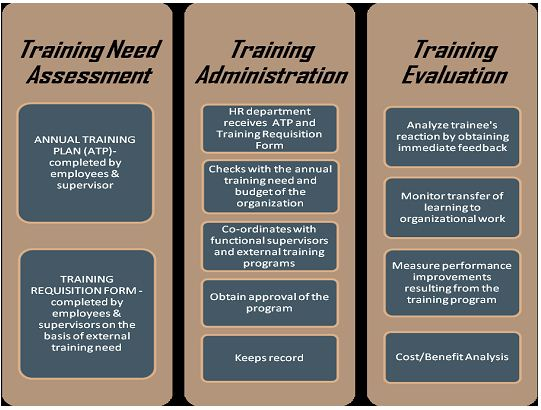 Training Need
Assessment
ANNUAL TRAINING
PLAN (ATP)-
completed by
employees &
supervisor
TRAINING
REQUISITION FORM -
completed by
employees &
supervisors on the
basis of external
training need
Training
Administration
HR department
receives ATP and
Training Requisition
Form
Checks with the annual
training need and
budget of the
organization
Co-ordinates with
functional supervisors
and external training
programs
Obtain approval of the
program
Keeps record
Training
Evaluation
Analyze trainee's
reaction by obtaining
immediate feedback
Monitor transfer of
learning to
organizational work
Measure performance
improvements
resulting from the
training program
Cost/Benefit Analysis